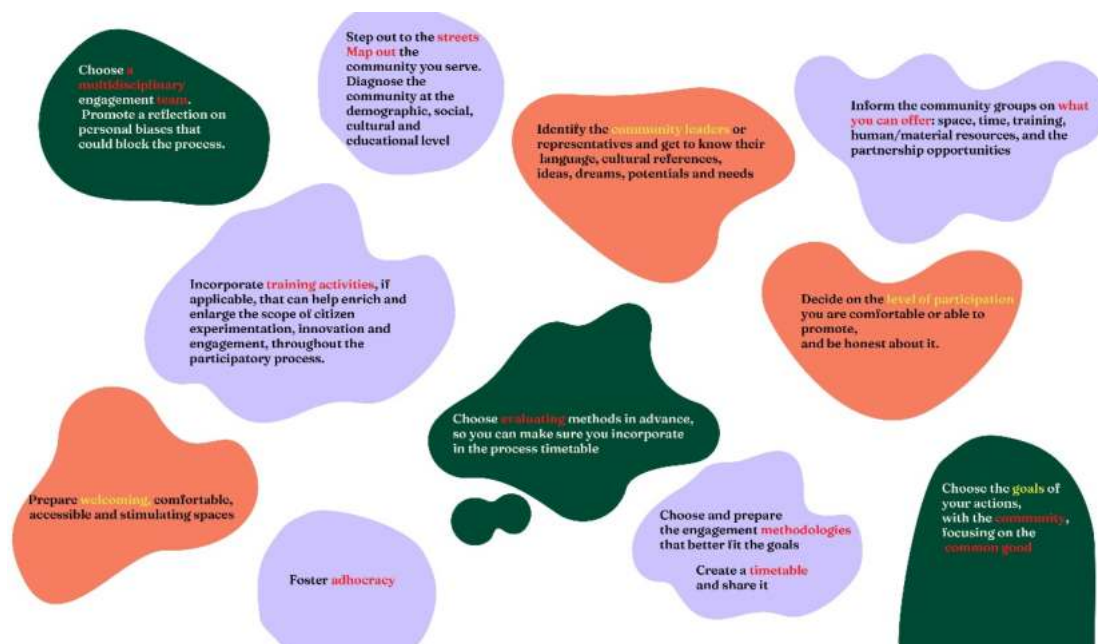 Choose a
multidisciplinary
engagement team.
Promote a reflection on
personal biases that
could block the process.
Step out to the streets
Map out the
community you serve.
Diagnose the
community at the
demographic, social,
cultural and
educational level
Identify the community leaders or
representatives and get to know their
language, cultural references,
ideas, dreams, potentials and needs
Inform the community groups on what
you can offer: space, time, training,
human/material resources, and the
partnership opportunities
Incorporate training activities, if
applicable, that can help enrich and
enlarge the scope of citizen
experimentation, innovation and
engagement, throughout the
participatory process.
Decide on the level of participation
you are comfortable or able to
promote,
and be honest about it.
Choose evaluating methods in advance,
so you can make sure you incorporate
in the process timetable
Prepare welcoming, comfortable,
accessible and stimulating spaces
Foster adhocracy
Choose and prepare
the engagement methodologies
that better fit the goals
Create a timetable
and share it
Choose the goals of
your actions,
with the community,
focusing on the
common good